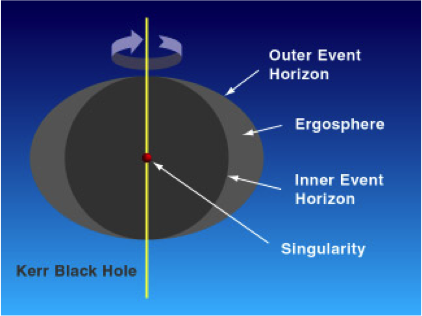 Outer Event
Horizon
Ergosphere
Inner Event
Horizon
Singularity
Kerr Black Hole